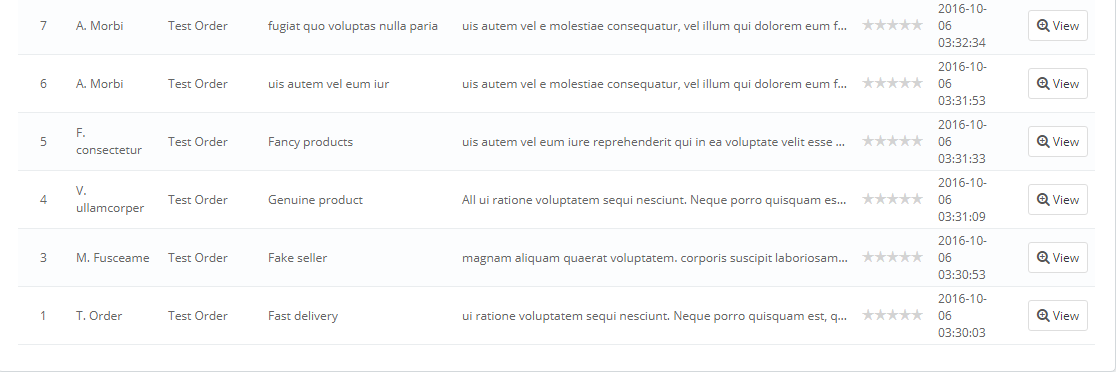 7 A. Morbi Test Order fugiat quo voluptas nulla paria uis autem vel e molestiae consequatur, vel illum qui dolorem eum f... 2016-10-06 03:32:34 View
6 A. Morbi Test Order uis autem vel eum iur uis autem vel e molestiae consequatur, vel illum qui dolorem eum f... 2016-10-06 03:31:53 View
5 F. consectetur Test Order Fancy products uis autem vel eum iure reprehenderit qui in ea voluptate velit esse ... 2016-10-06 03:31:33 View
4 V. ullamcorper Test Order Genuine product All ui ratione voluptatem sequi nesciunt. Neque porro quisquam es... 2016-10-06 03:31:09 View
3 M. Fusceame Test Order Fake seller magnam aliquam quaerat voluptatem. corporis suscipit laboriosam... 2016-10-06 03:30:53 View
1 T. Order Test Order Fast delivery ui ratione voluptatem sequi nesciunt. Neque porro quisquam est, q... 2016-10-06 03:30:03 View